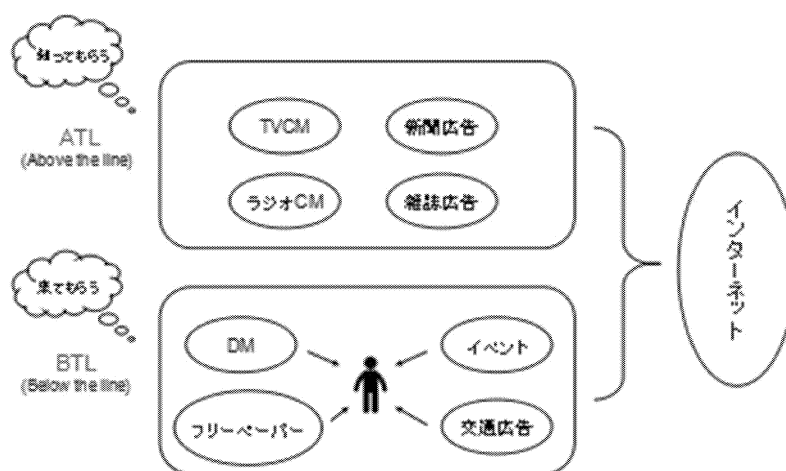 知ってもらう
ATL
(Above the line)
TVCM
新聞広告
ラジオCM
雑誌広告
来てもらう
BTL
(Below the line)
DM
イベント
フリーペーパー
交通広告
インターネット